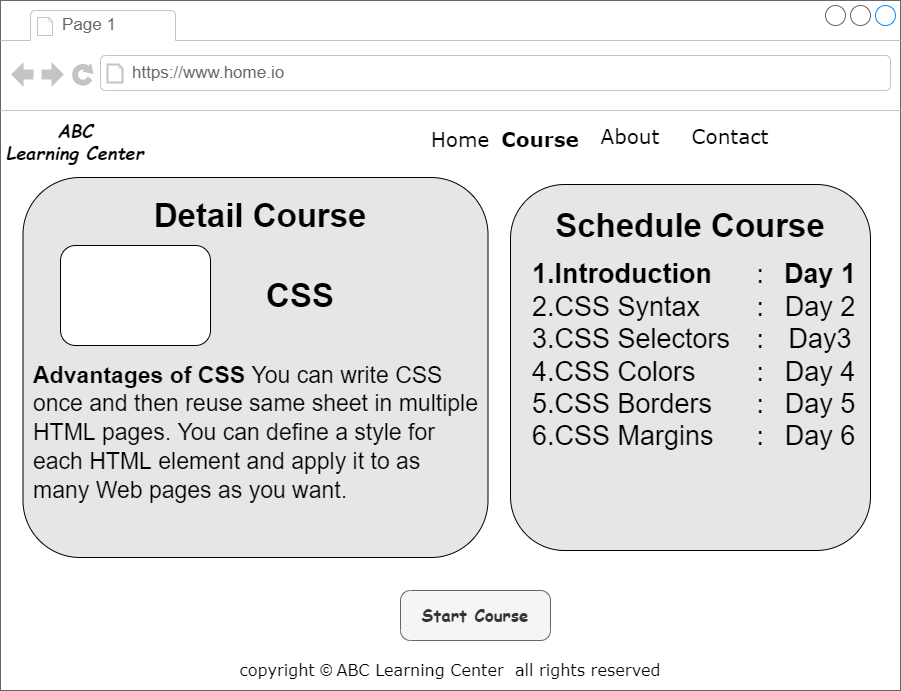 Page 1
https://www.home.io
ABC
Learning Center
Home Course About Contact
Detail Course
CSS
Advantages of CSS You can write CSS
once and then reuse same sheet in multiple
HTML pages. You can define a style for
each HTML element and apply it to as
many Web pages as you want.
Schedule Course
1.Introduction : Day 1
2.CSS Syntax : Day 2
3.CSS Selectors : Day3
4.CSS Colors : Day 4
5.CSS Borders : Day 5
6.CSS Margins : Day 6
Start Course
copyright © ABC Learning Center all rights reserved